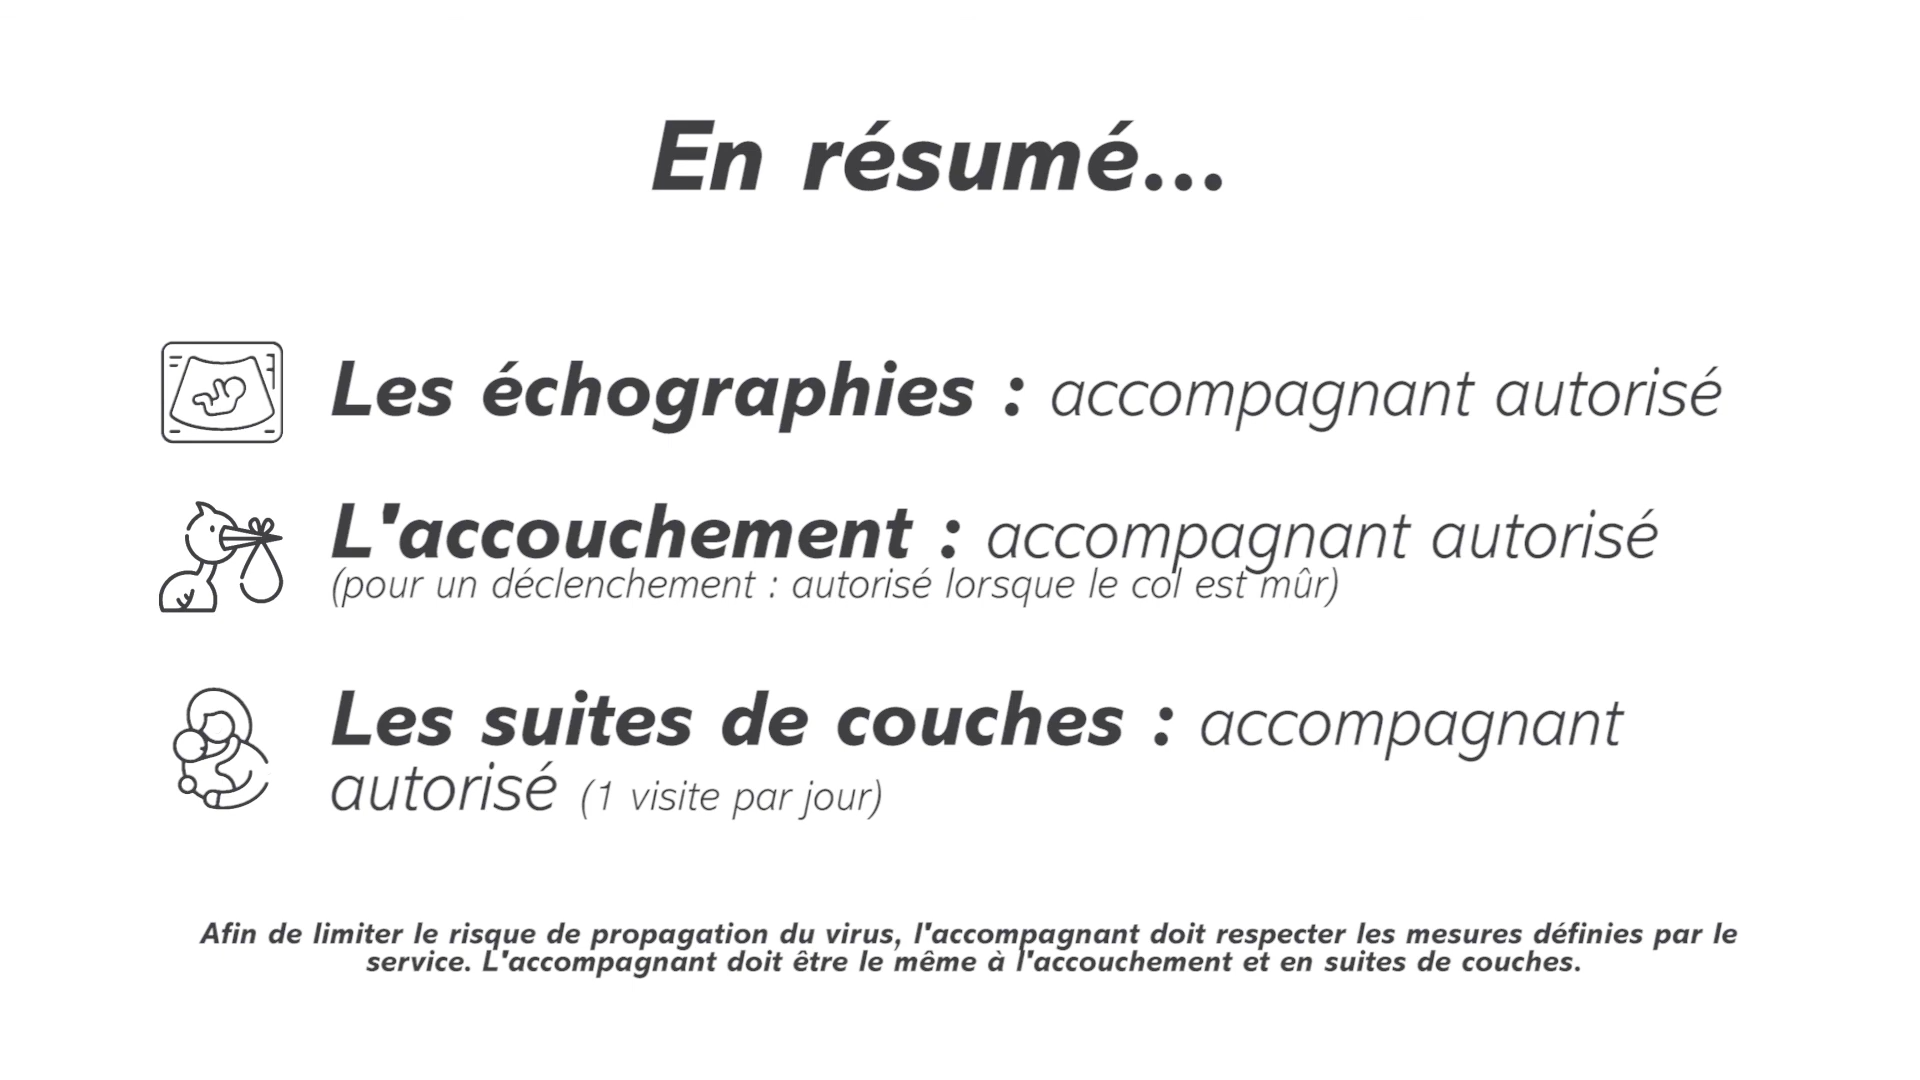 En résumé...
Les échographies : accompagnant autorisé
L'accouchement : accompagnant autorisé
(pour un déclenchement : autorisé lorsque le col est mûr)
Les suites de couches : accompagnant
autorisé (1 visite par jour)
Afin de limiter le risque de propagation du virus, l'accompagnant doit respecter les mesures définies par le
service. L'accompagnant doit être le même à l'accouchement et en suites de couches.